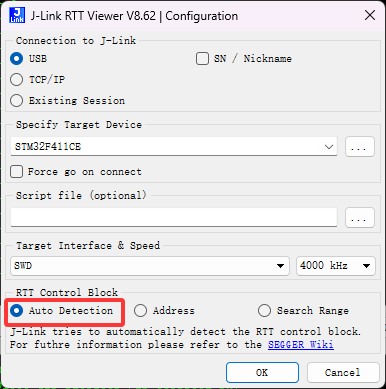 J-Link RTT Viewer V8.62 | Configuration
Connection to J-Link
USB
SN / Nickname
TCP/IP
Existing Session
Specify Target Device
STM32F411CE
...
Force go on connect
Script file (optional)
...
Target Interface & Speed
SWD
4000 kHz
RTT Control Block
Auto Detection
Address
Search Range
J-Link tries to automatically detect the RTT control block.
For futhre information please refer to the SEGGER Wiki
OK
Cancel